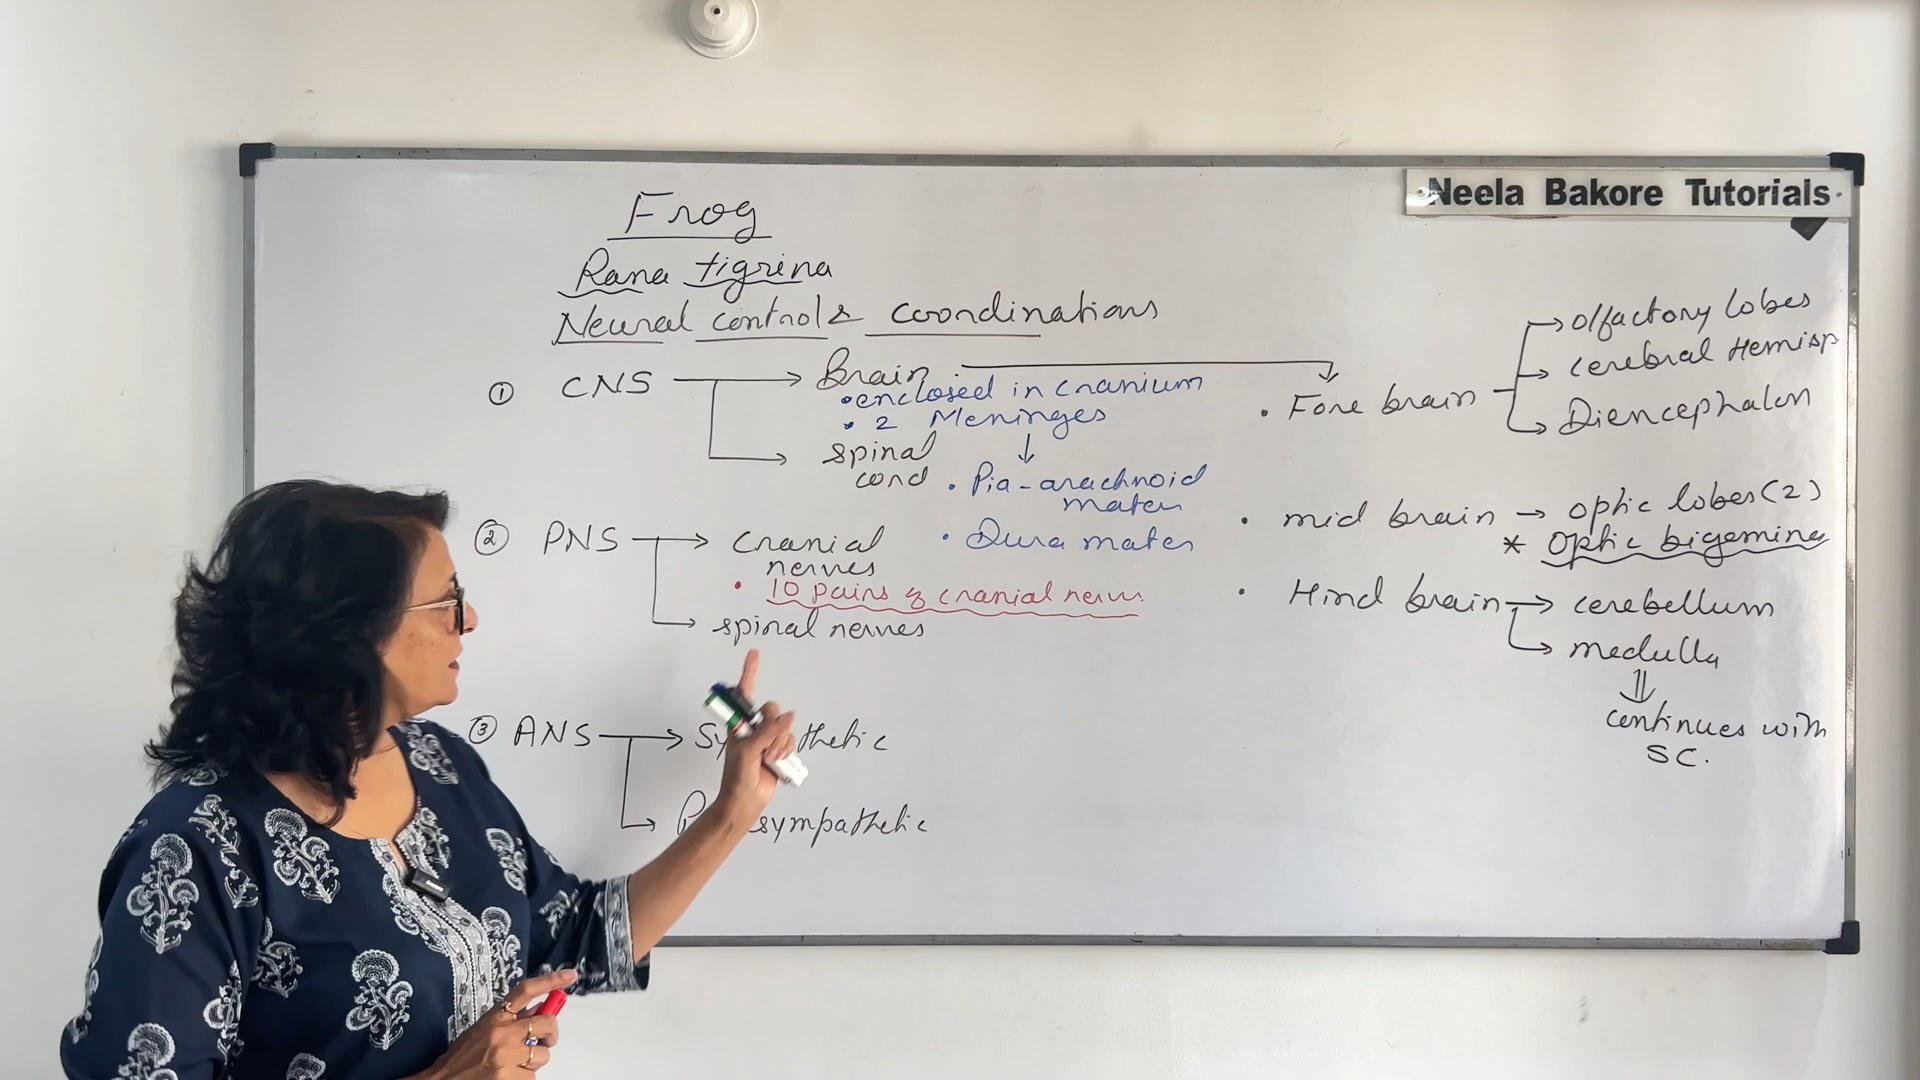 Neela Bakore Tutorials
Frog
Rana tigrina
Neural control & coordinations
① CNS → Brain
• enclosed in cranium
• 2 Meninges
↓
→ spinal
cord
• Pia-arachnoid
mater
• Dura mater
② PNS → cranial
nerves
• 10 pairs of cranial nerves
→ spinal nerves
③ ANS →
→
• Fore brain
→ olfactory lobes
→ cerebral Hemisp
→ Diencephalon
• mid brain → optic lobes (2)
* Optic bigemina
• Hind brain → cerebellum
→ medulla
⇓
continues with
SC.